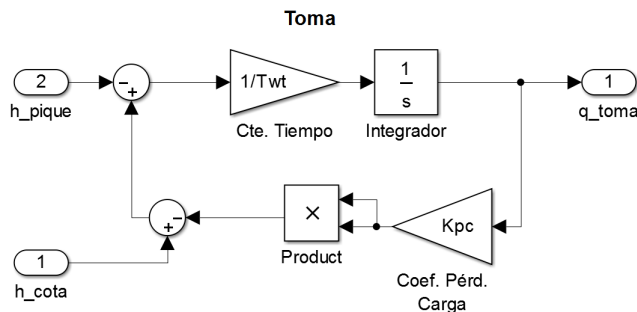 Toma
2
h_pique
−
+
1/Twt
Cte. Tiempo
1
s
Integrador
1
q_toma
−
+
×
Product
Kpc
Coef. Pérd.
Carga
1
h_cota